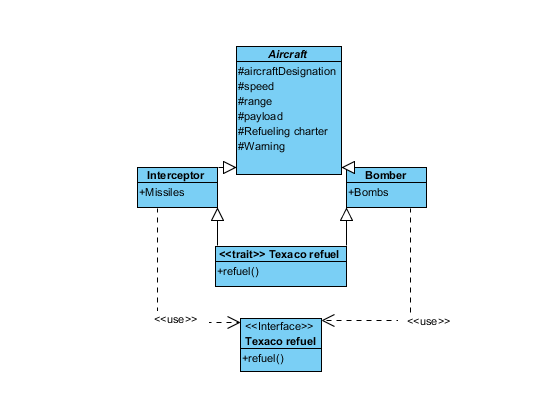 Aircraft
#aircraftDesignation
#speed
#range
#payload
#Refueling charter
#Warning
Interceptor
+Missiles
Bomber
+Bombs
<<trait>> Texaco refuel
+refuel()
<<use>>
<<use>>
<<Interface>>
Texaco refuel
+refuel()